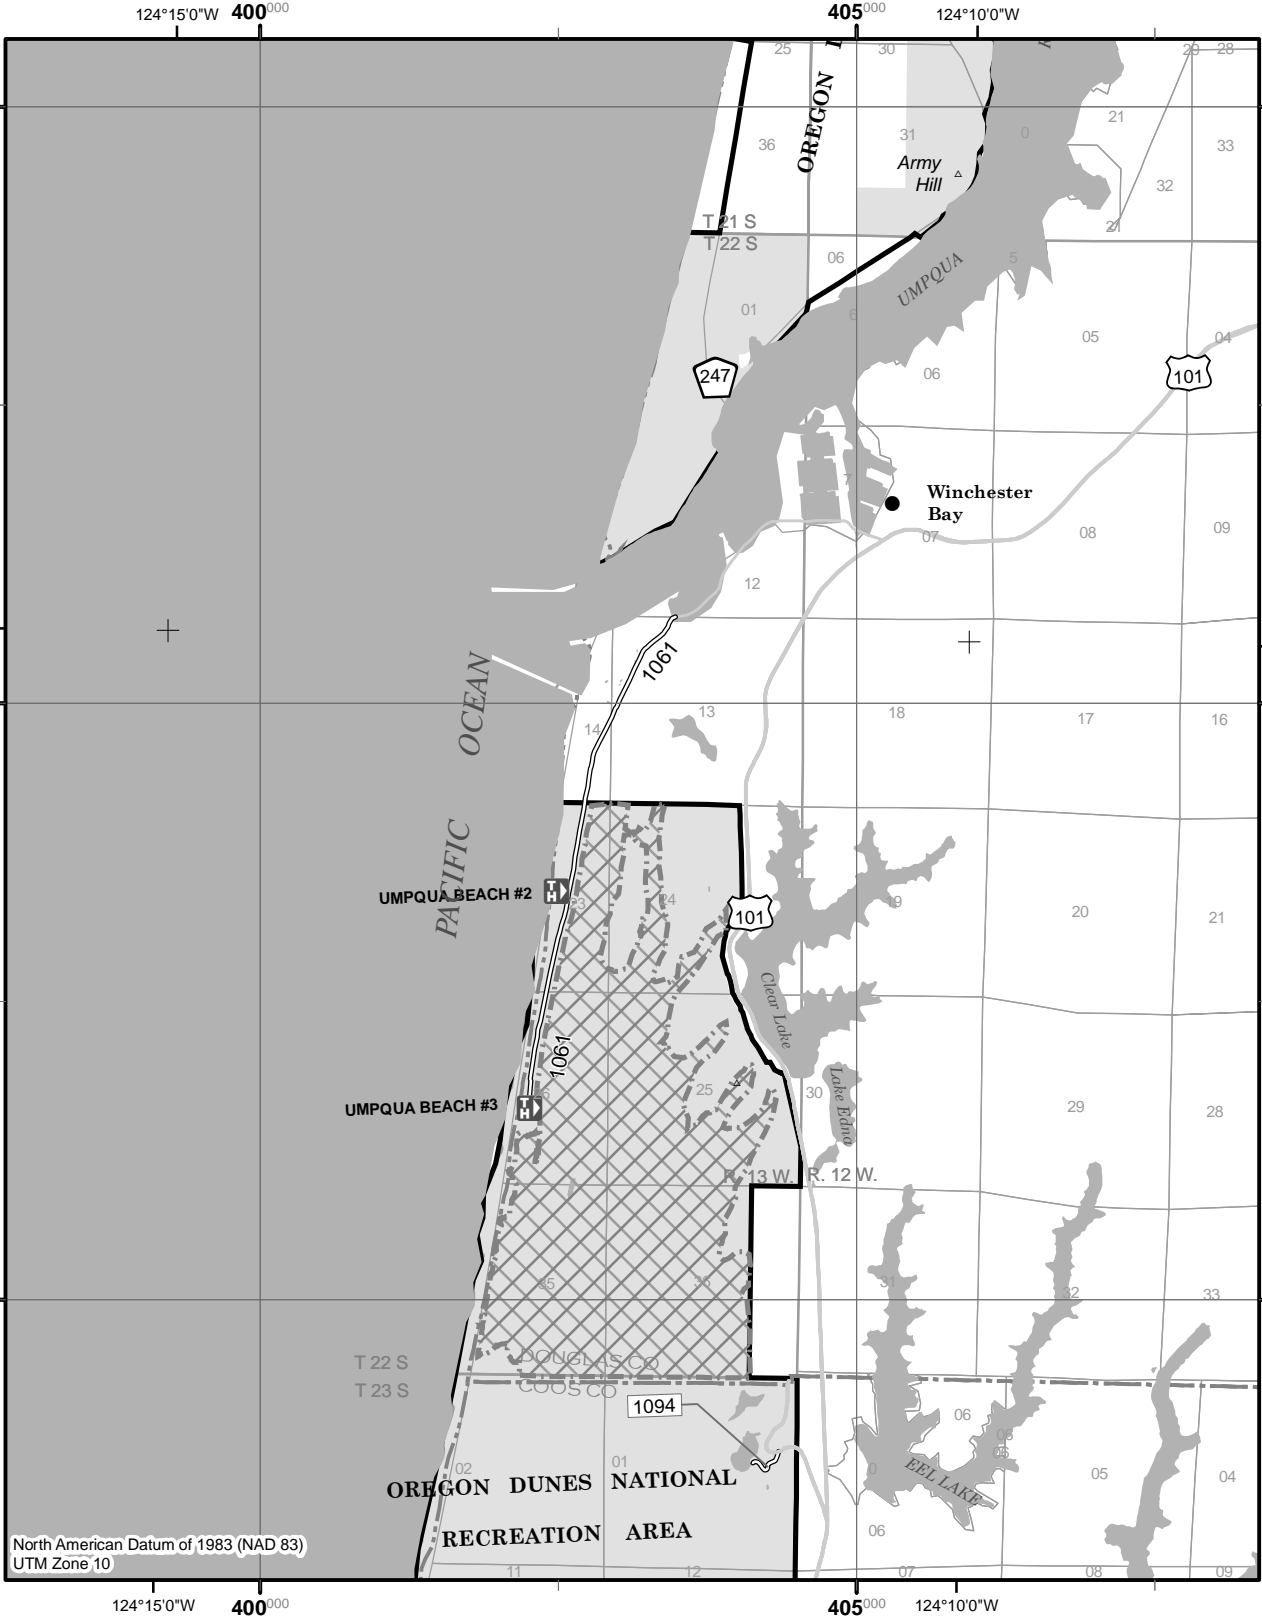 124°15'0"W
400000
405000
124°10'0"W
25
30
29
28
OREGON
36
31
0
21
33
Army
Hill
32
21
T 21 S
T 22 S
06
5
UMPQUA
01
6
05
04
247
06
101
7
Winchester
Bay
07
08
09
12
1061
OCEAN
14
13
18
17
16
PACIFIC
UMPQUA BEACH #2
T
H
23
24
101
19
20
21
Clear Lake
1061
UMPQUA BEACH #3
T
H
26
25
30
Lake Edna
29
28
R. 13 W.
R. 12 W.
35
36
31
32
33
T 22 S
DOUGLAS CO
T 23 S
COOS CO
1094
06
06
06
02
01
0
EEL LAKE
05
04
OREGON DUNES NATIONAL
RECREATION AREA
06
North American Datum of 1983 (NAD 83)
UTM Zone 10
11
12
07
08
09
124°15'0"W
400000
405000
124°10'0"W